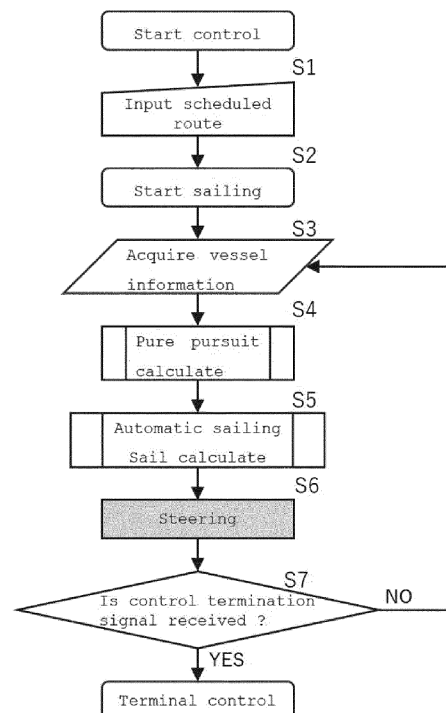 Start control
S1
Input scheduled
route
S2
Start sailing
S3
Acquire vessel
information
S4
Pure pursuit
calculate
S5
Automatic sailing
Sail calculate
S6
Steering
S7
Is control termination
signal received ?
NO
YES
Terminal control